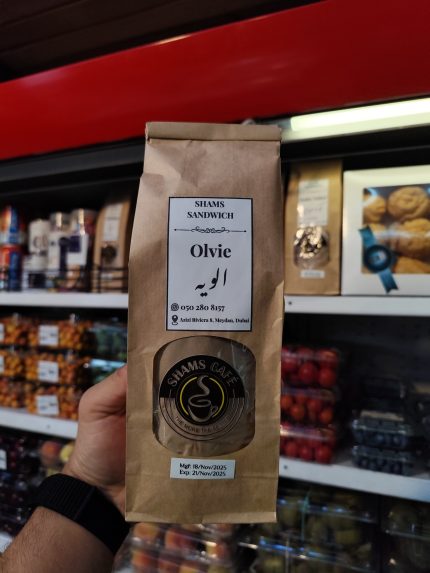 SHAMS
SANDWICH
Olvie
الویه
050 280 8157
Azizi Riviera 8, Meydan, Dubai
SHAMS CAFE
Mgf: 18/Nov/2025
Exp: 21/Nov/2025